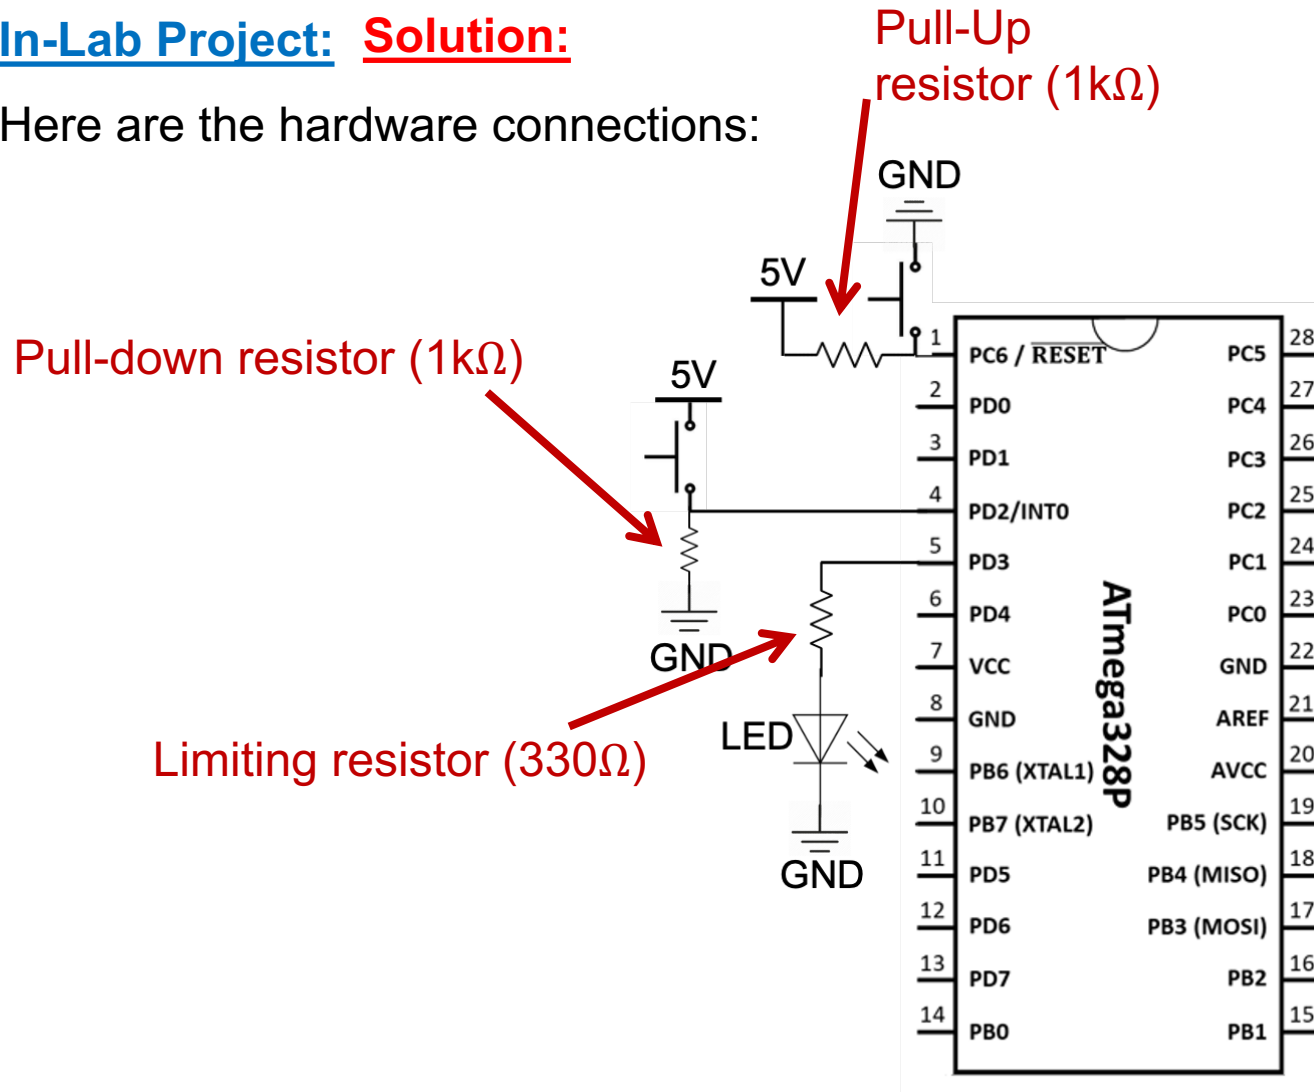 In-Lab Project: Solution:
Pull-Up
resistor (1kΩ)
Here are the hardware connections:
GND
5V
Pull-down resistor (1kΩ)
5V
GND
Limiting resistor (330Ω)
LED
GND
1 PC6 / RESET PC5 28
2 PD0 PC4 27
3 PD1 PC3 26
4 PD2/INT0 PC2 25
5 PD3 PC1 24
6 PD4 PC0 23
7 VCC GND 22
8 GND AREF 21
9 PB6 (XTAL1) AVCC 20
10 PB7 (XTAL2) PB5 (SCK) 19
11 PD5 PB4 (MISO) 18
12 PD6 PB3 (MOSI) 17
13 PD7 PB2 16
14 PB0 PB1 15
ATmega328P